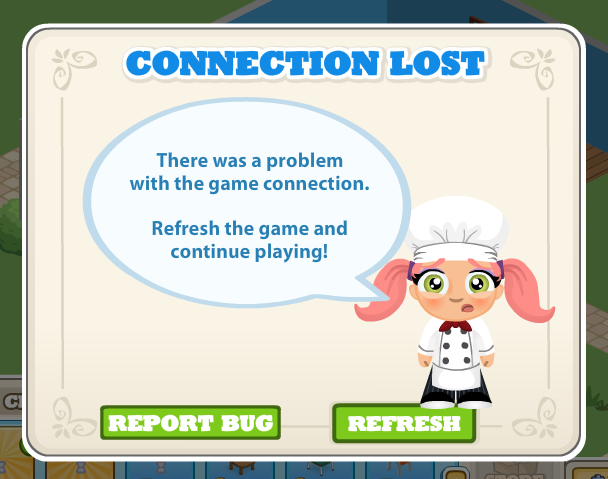 CONNECTION LOST
There was a problem
with the game connection.
Refresh the game and
continue playing!
REPORT BUG
REFRESH